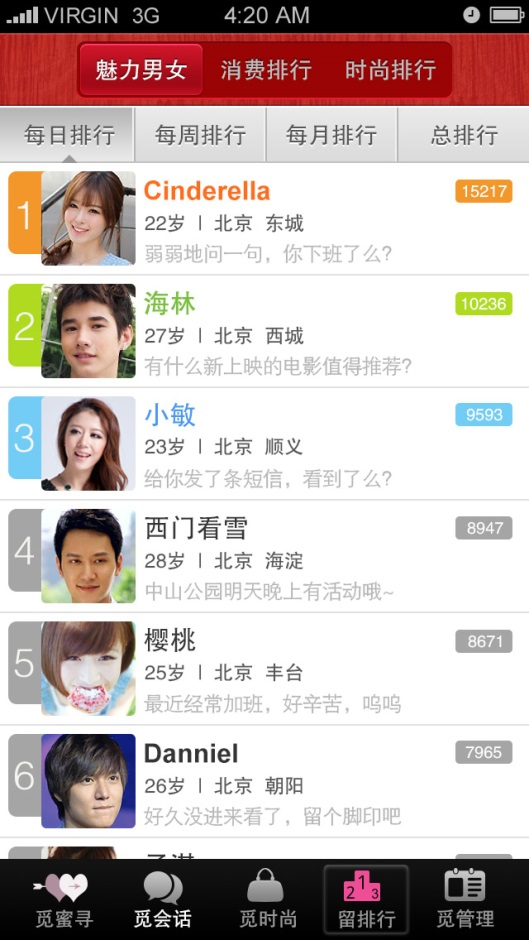 VIRGIN 3G 4:20 AM
魅力男女 消费排行 时尚排行
每日排行 每周排行 每月排行 总排行
1 Cinderella 15217
22岁 | 北京 东城
弱弱地问一句，你下班了么？
2 海林 10236
27岁 | 北京 西城
有什么新上映的电影值得推荐？
3 小敏 9593
23岁 | 北京 顺义
给你发了条短信，看到了么？
4 西门看雪 8947
28岁 | 北京 海淀
中山公园明天晚上有活动哦~
5 樱桃 8671
25岁 | 北京 丰台
最近经常加班，好辛苦，呜呜
6 Danniel 7965
26岁 | 北京 朝阳
好久没进来看了，留个脚印吧
2 1 3
觅蜜寻 觅会话 觅时尚 留排行 觅管理